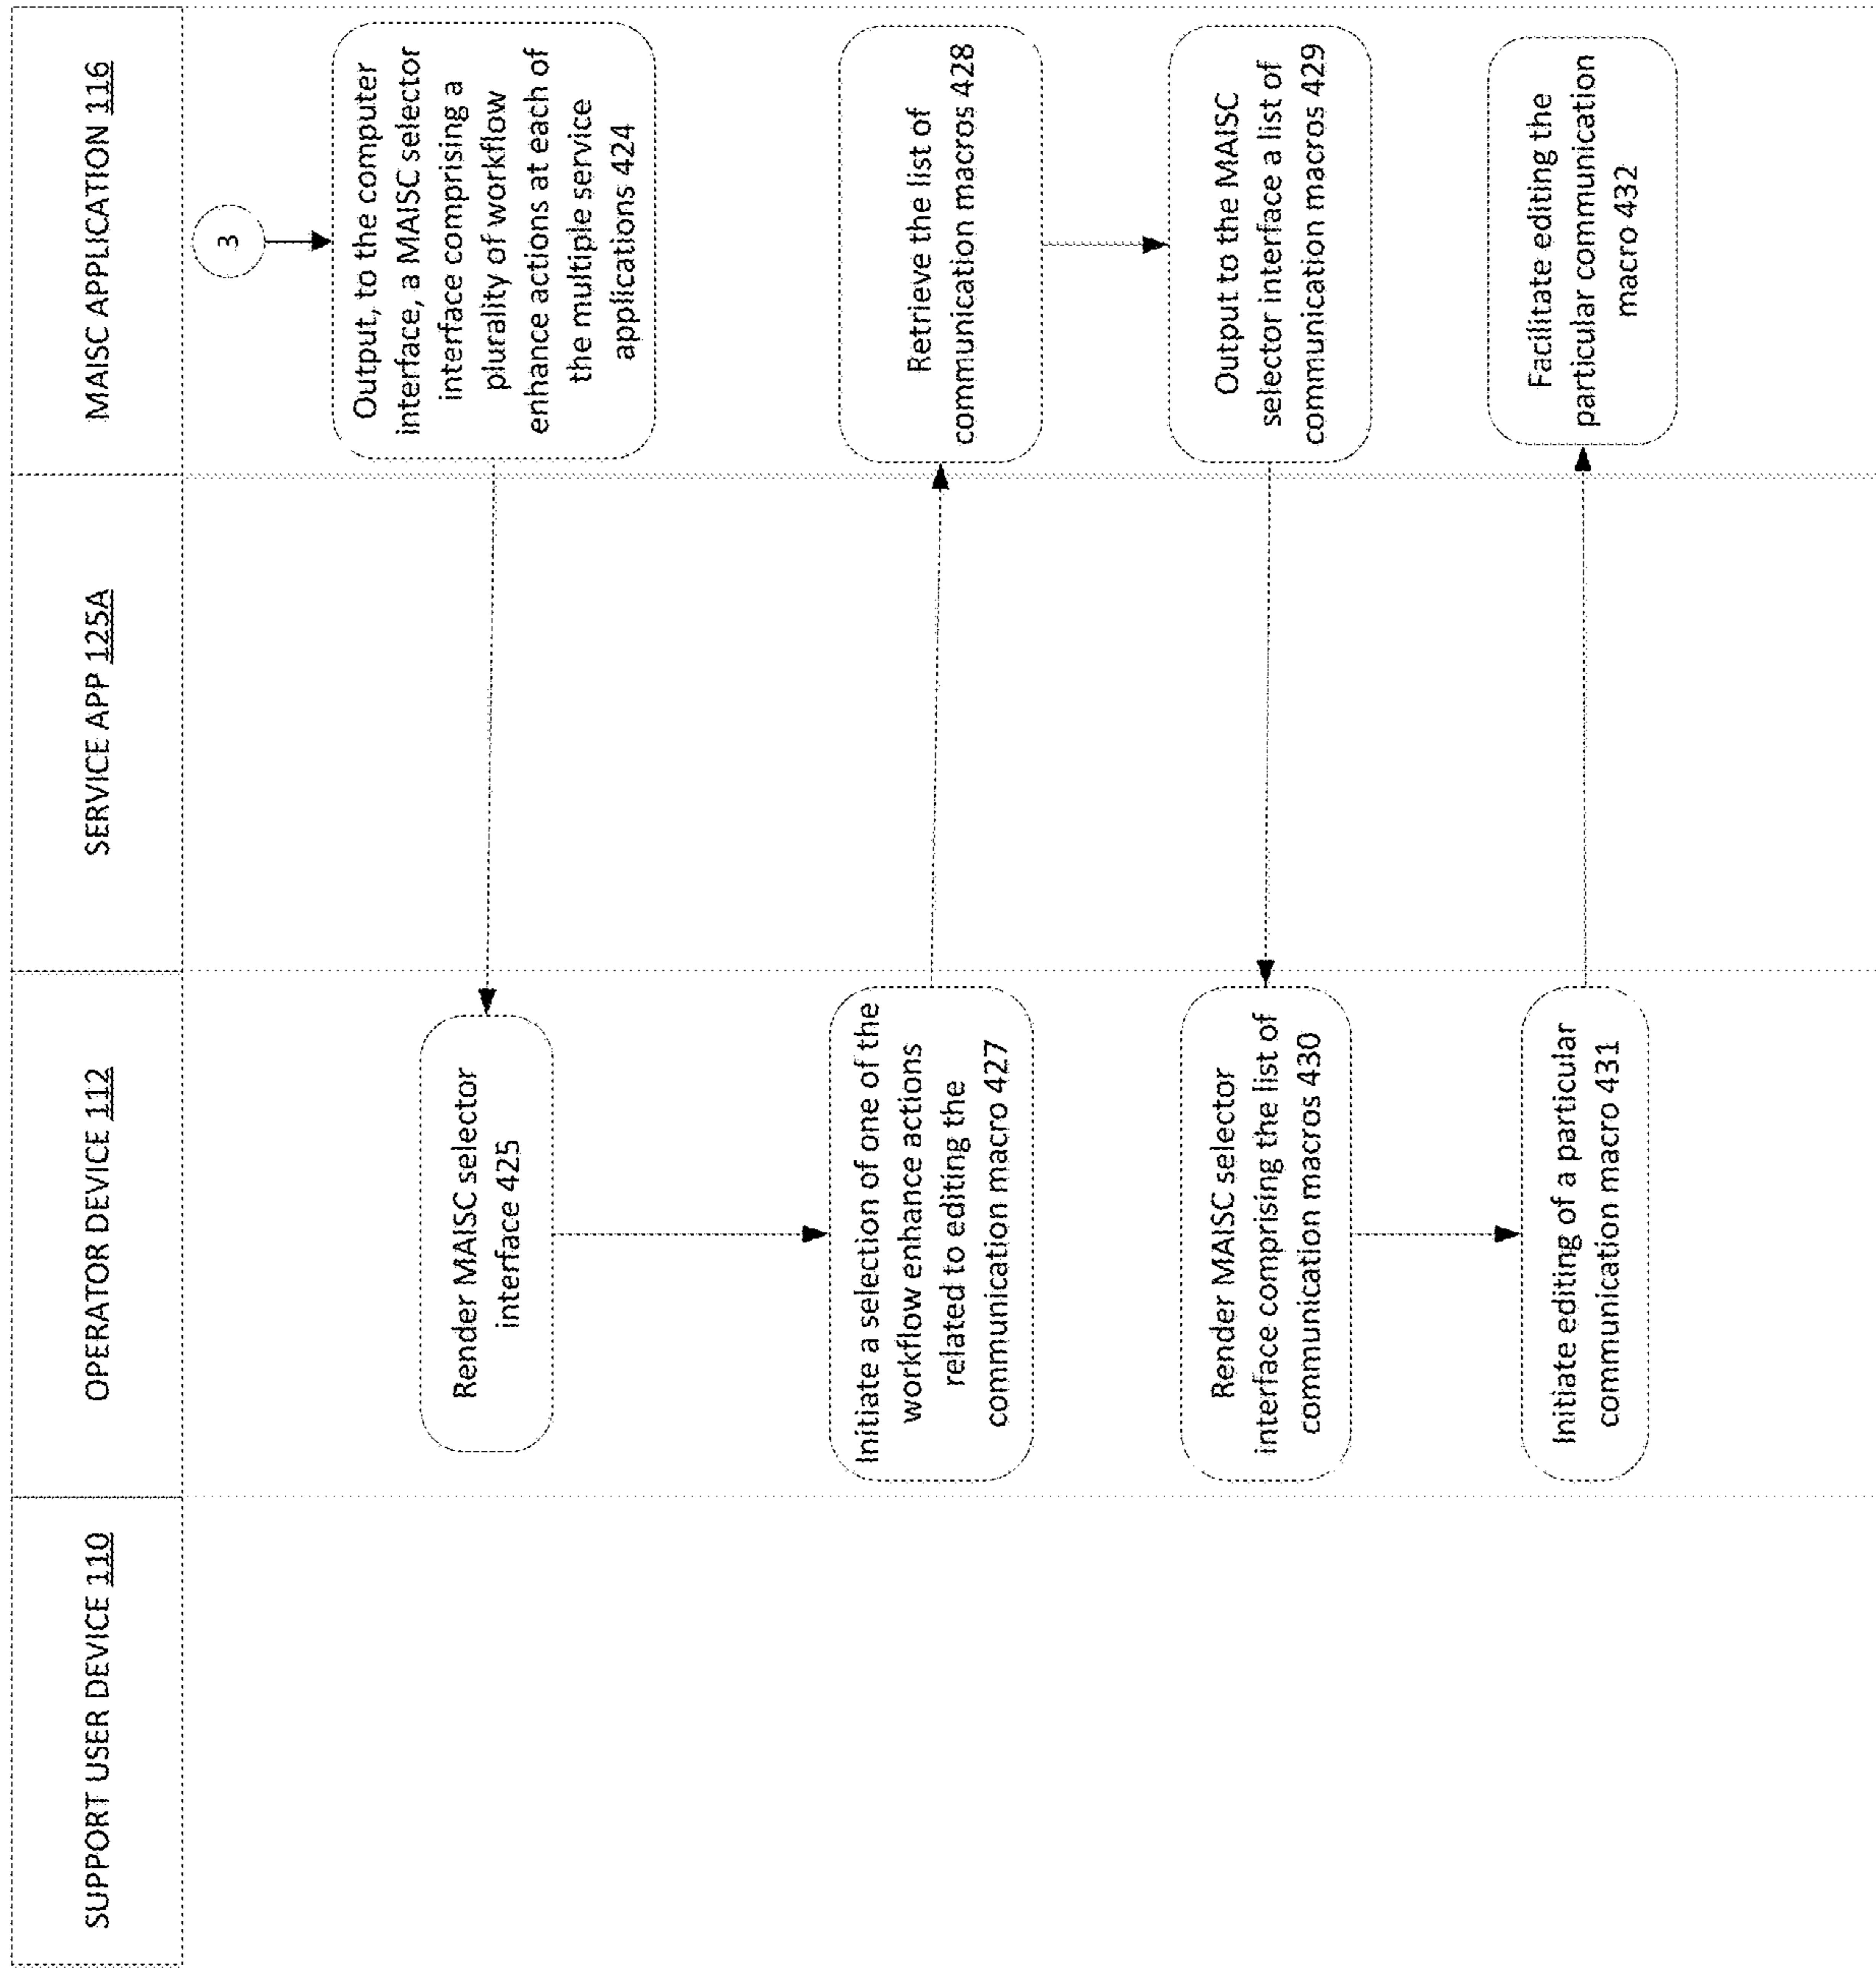 SUPPORT USER DEVICE 110
OPERATOR DEVICE 112
SERVICE APP 125A
MAISC APPLICATION 116
3
Output, to the computer
interface, a MAISC selector
interface comprising a
plurality of workflow
enhance actions at each of
the multiple service
applications 424
Render MAISC selector
interface 425
Initiate a selection of one of the
workflow enhance actions
related to editing the
communication macro 427
Retrieve the list of
communication macros 428
Output to the MAISC
selector interface a list of
communication macros 429
Render MAISC selector
interface comprising the list of
communication macros 430
Initiate editing of a particular
communication macro 431
Facilitate editing the
particular communication
macro 432